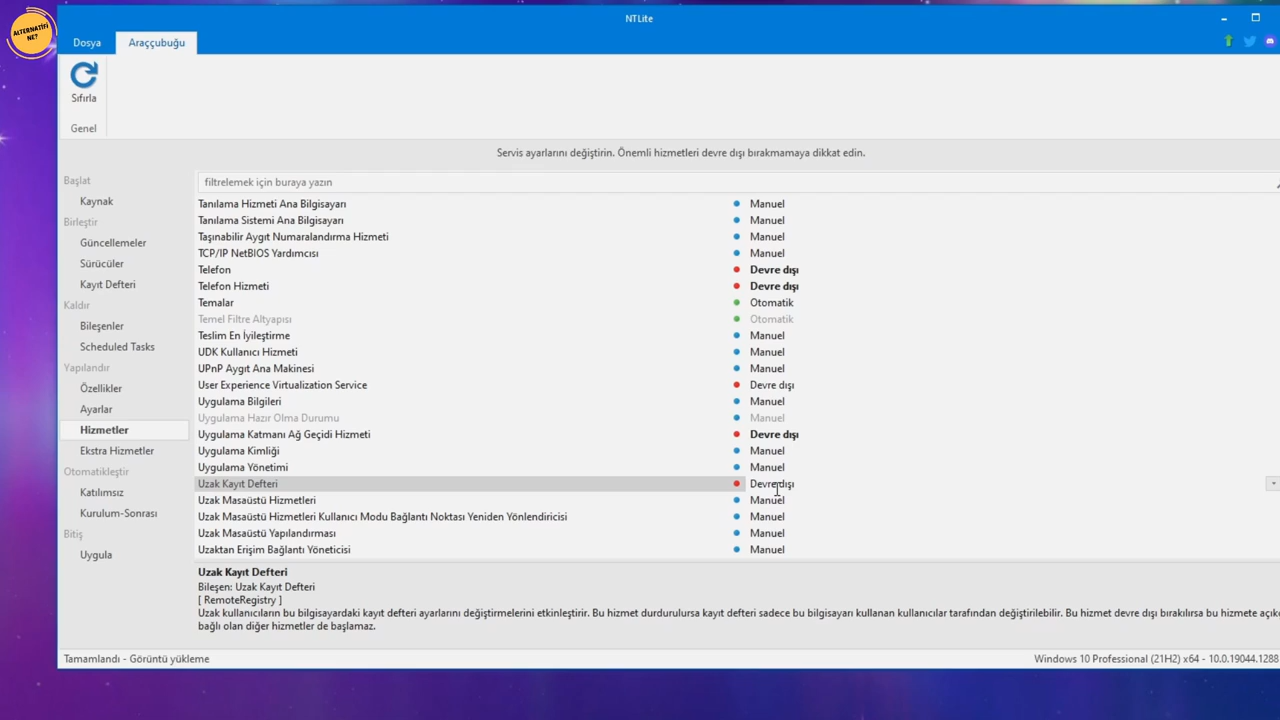 ALTERNATİFİ
NE?
NTLite
Dosya
Araççubuğu
Sıfırla
Genel
Servis ayarlarını değiştirin. Önemli hizmetleri devre dışı bırakmamaya dikkat edin.
Başlat
Kaynak
Birleştir
Güncellemeler
Sürücüler
Kayıt Defteri
Kaldır
Bileşenler
Scheduled Tasks
Yapılandır
Özellikler
Ayarlar
Hizmetler
Ekstra Hizmetler
Otomatikleştir
Katılımsız
Kurulum-Sonrası
Bitiş
Uygula
filtrelemek için buraya yazın
Tanılama Hizmeti Ana Bilgisayarı Manuel
Tanılama Sistemi Ana Bilgisayarı Manuel
Taşınabilir Aygıt Numaralandırma Hizmeti Manuel
TCP/IP NetBIOS Yardımcısı Manuel
Telefon Devre dışı
Telefon Hizmeti Devre dışı
Temalar Otomatik
Temel Filtre Altyapısı Otomatik
Teslim En İyileştirme Manuel
UDK Kullanıcı Hizmeti Manuel
UPnP Aygıt Ana Makinesi Manuel
User Experience Virtualization Service Devre dışı
Uygulama Bilgileri Manuel
Uygulama Hazır Olma Durumu Manuel
Uygulama Katmanı Ağ Geçidi Hizmeti Devre dışı
Uygulama Kimliği Manuel
Uygulama Yönetimi Manuel
Uzak Kayıt Defteri Devre dışı
Uzak Masaüstü Hizmetleri Manuel
Uzak Masaüstü Hizmetleri Kullanıcı Modu Bağlantı Noktası Yeniden Yönlendiricisi Manuel
Uzak Masaüstü Yapılandırması Manuel
Uzaktan Erişim Bağlantı Yöneticisi Manuel
Uzak Kayıt Defteri
Bileşen: Uzak Kayıt Defteri
[ RemoteRegistry ]
Uzak kullanıcıların bu bilgisayardaki kayıt defteri ayarlarını değiştirmelerini etkinleştirir. Bu hizmet durdurulursa kayıt defteri sadece bu bilgisayarı kullanan kullanıcılar tarafından değiştirilebilir. Bu hizmet devre dışı bırakılırsa bu hizmete açıkç
bağlı olan diğer hizmetler de başlamaz.
Tamamlandı - Görüntü yükleme
Windows 10 Professional (21H2) x64 - 10.0.19044.1288